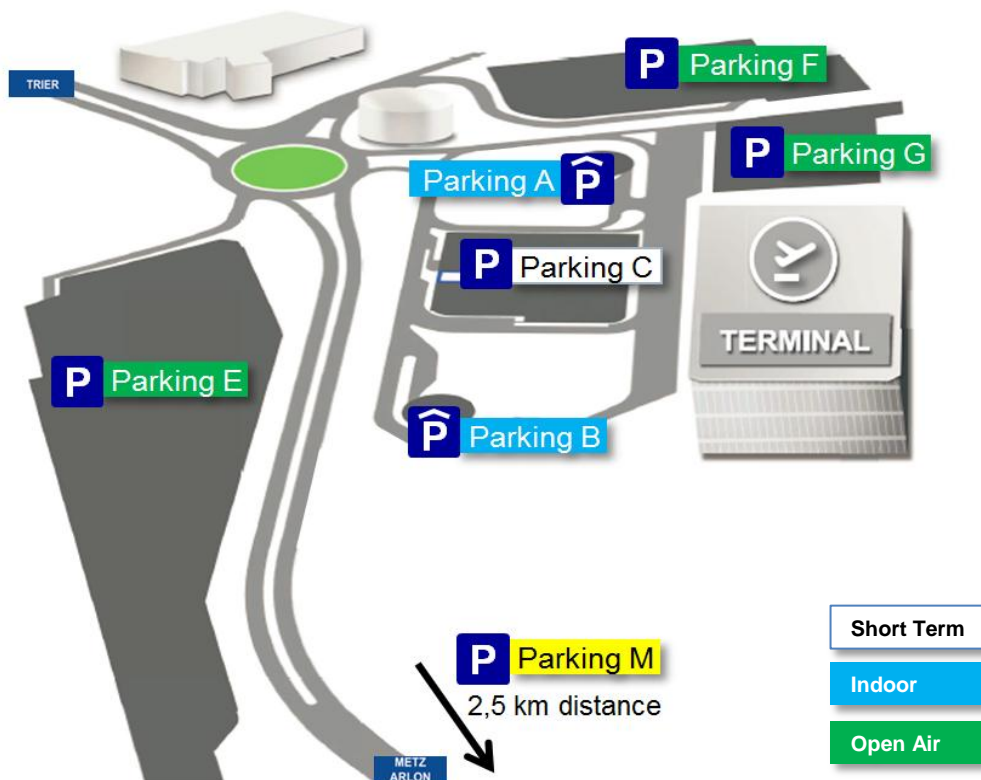 TRIER
P Parking F
P Parking G
Parking A P
P Parking C
TERMINAL
P Parking E
P Parking B
P Parking M
2,5 km distance
METZ
ARLON
Short Term
Indoor
Open Air